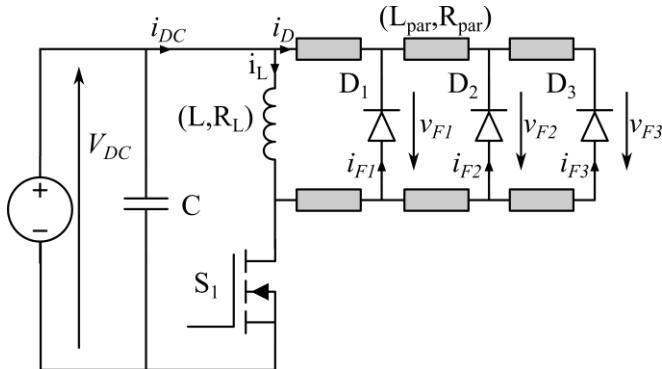 (L_par,R_par)
i_DC
i_D
i_L
D_1
D_2
D_3
(L,R_L)
V_DC
v_F1
v_F2
v_F3
i_F1
i_F2
i_F3
+
−
C
S_1